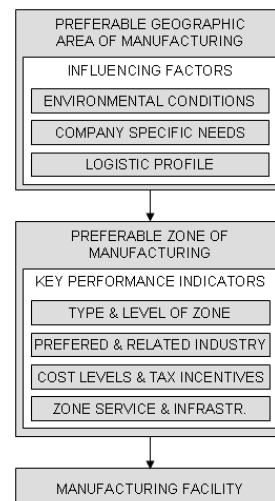 PREFERABLE GEOGRAPHIC
AREA OF MANUFACTURING
INFLUENCING FACTORS
ENVIRONMENTAL CONDITIONS
COMPANY SPECIFIC NEEDS
LOGISTIC PROFILE
PREFERABLE ZONE OF
MANUFACTURING
KEY PERFORMANCE INDICATORS
TYPE & LEVEL OF ZONE
PREFERED & RELATED INDUSTRY
COST LEVELS & TAX INCENTIVES
ZONE SERVICE & INFRASTR.
MANUFACTURING FACILITY